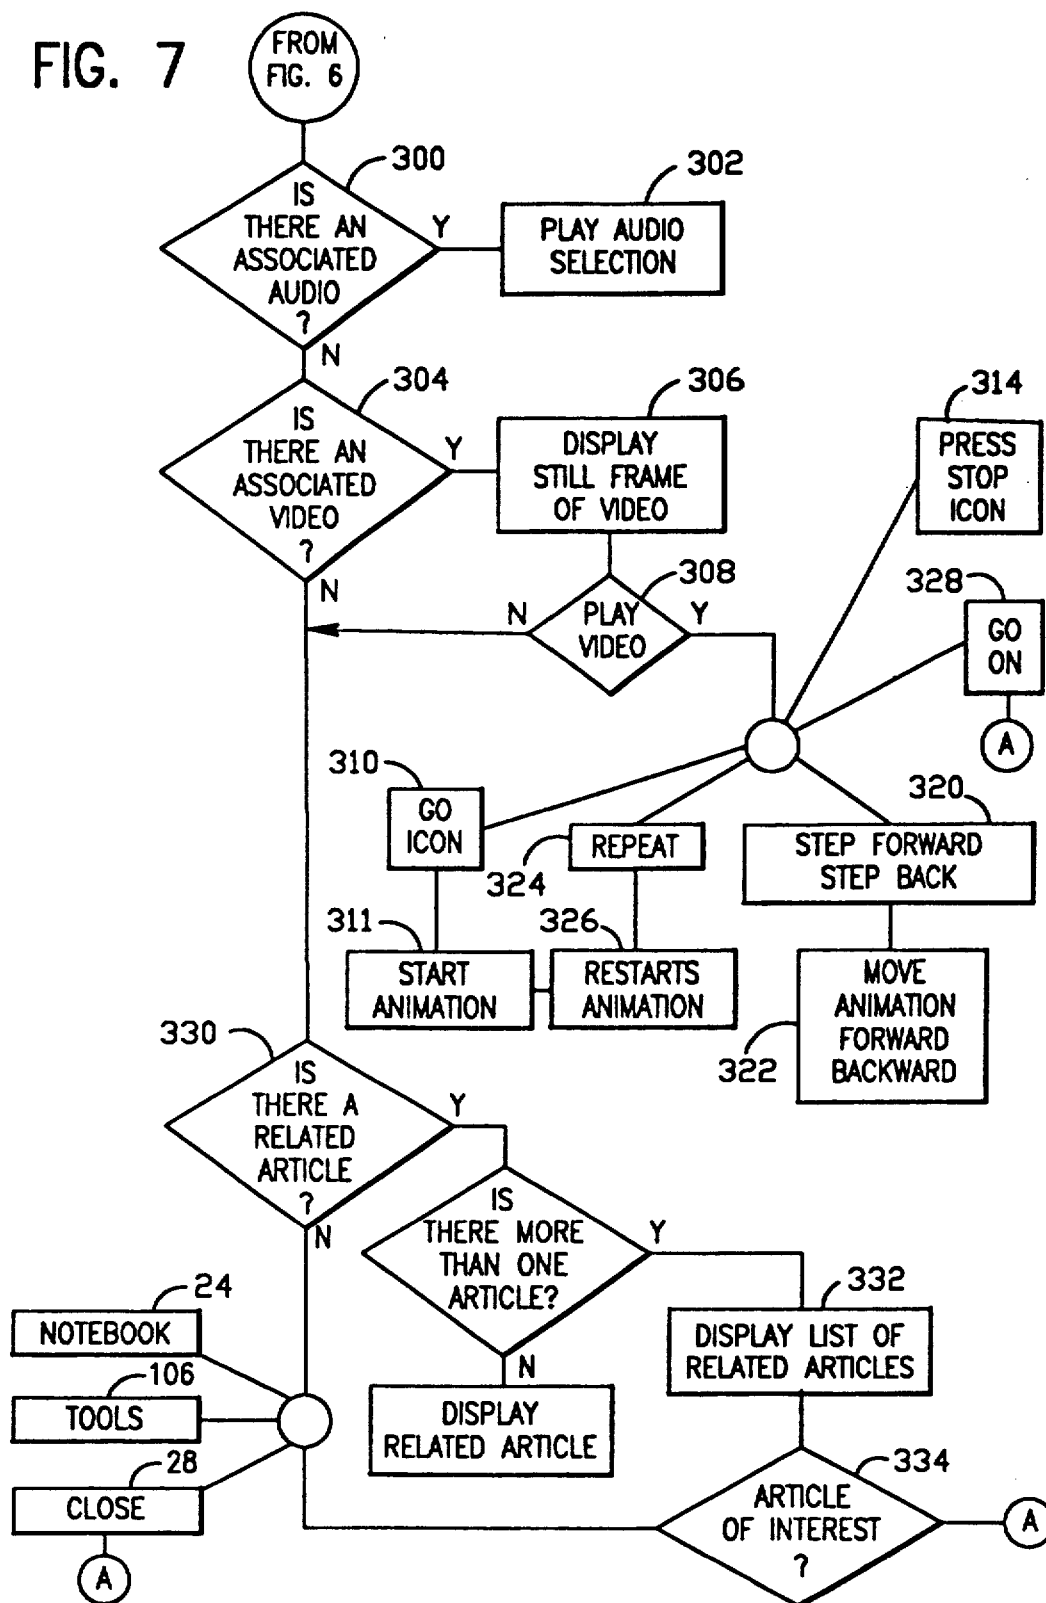 FIG. 7
FROM
FIG. 6
300
IS
THERE AN
ASSOCIATED
AUDIO
?
Y
N
302
PLAY AUDIO
SELECTION
304
IS
THERE AN
ASSOCIATED
VIDEO
?
Y
N
306
DISPLAY
STILL FRAME
OF VIDEO
308
PLAY
VIDEO
N
Y
314
PRESS
STOP
ICON
328
GO
ON
A
310
GO
ICON
324
REPEAT
320
STEP FORWARD
STEP BACK
311
START
ANIMATION
326
RESTARTS
ANIMATION
322
MOVE
ANIMATION
FORWARD
BACKWARD
330
IS
THERE A
RELATED
ARTICLE
?
Y
N
IS
THERE MORE
THAN ONE
ARTICLE?
Y
N
332
DISPLAY LIST OF
RELATED ARTICLES
DISPLAY
RELATED ARTICLE
24
NOTEBOOK
106
TOOLS
28
CLOSE
A
334
ARTICLE
OF INTEREST
?
A